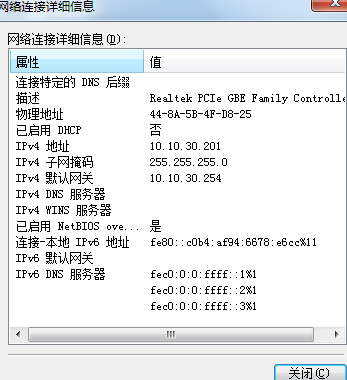 网络连接详细信息
网络连接详细信息(D):
属性 值
连接特定的 DNS 后缀
描述 Realtek PCIe GBE Family Controlle
物理地址 44-8A-5B-4F-D8-25
已启用 DHCP 否
IPv4 地址 10.10.30.201
IPv4 子网掩码 255.255.255.0
IPv4 默认网关 10.10.30.254
IPv4 DNS 服务器
IPv4 WINS 服务器
已启用 NetBIOS ove... 是
连接-本地 IPv6 地址 fe80::c0b4:af94:6678:e6cc%11
IPv6 默认网关
IPv6 DNS 服务器 fec0:0:0:ffff::1%1
fec0:0:0:ffff::2%1
fec0:0:0:ffff::3%1
关闭(C)